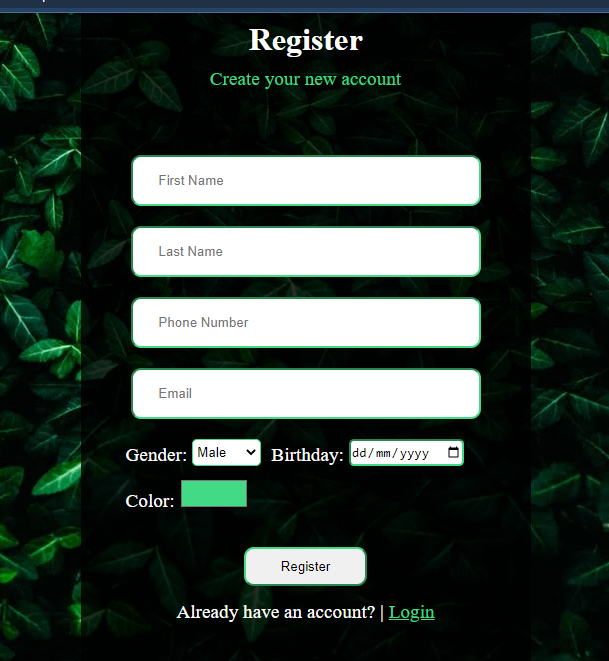 Register
Create your new account
First Name
Last Name
Phone Number
Email
Gender: Male Birthday: dd/mm/yyyy
Color:
Register
Already have an account? | Login